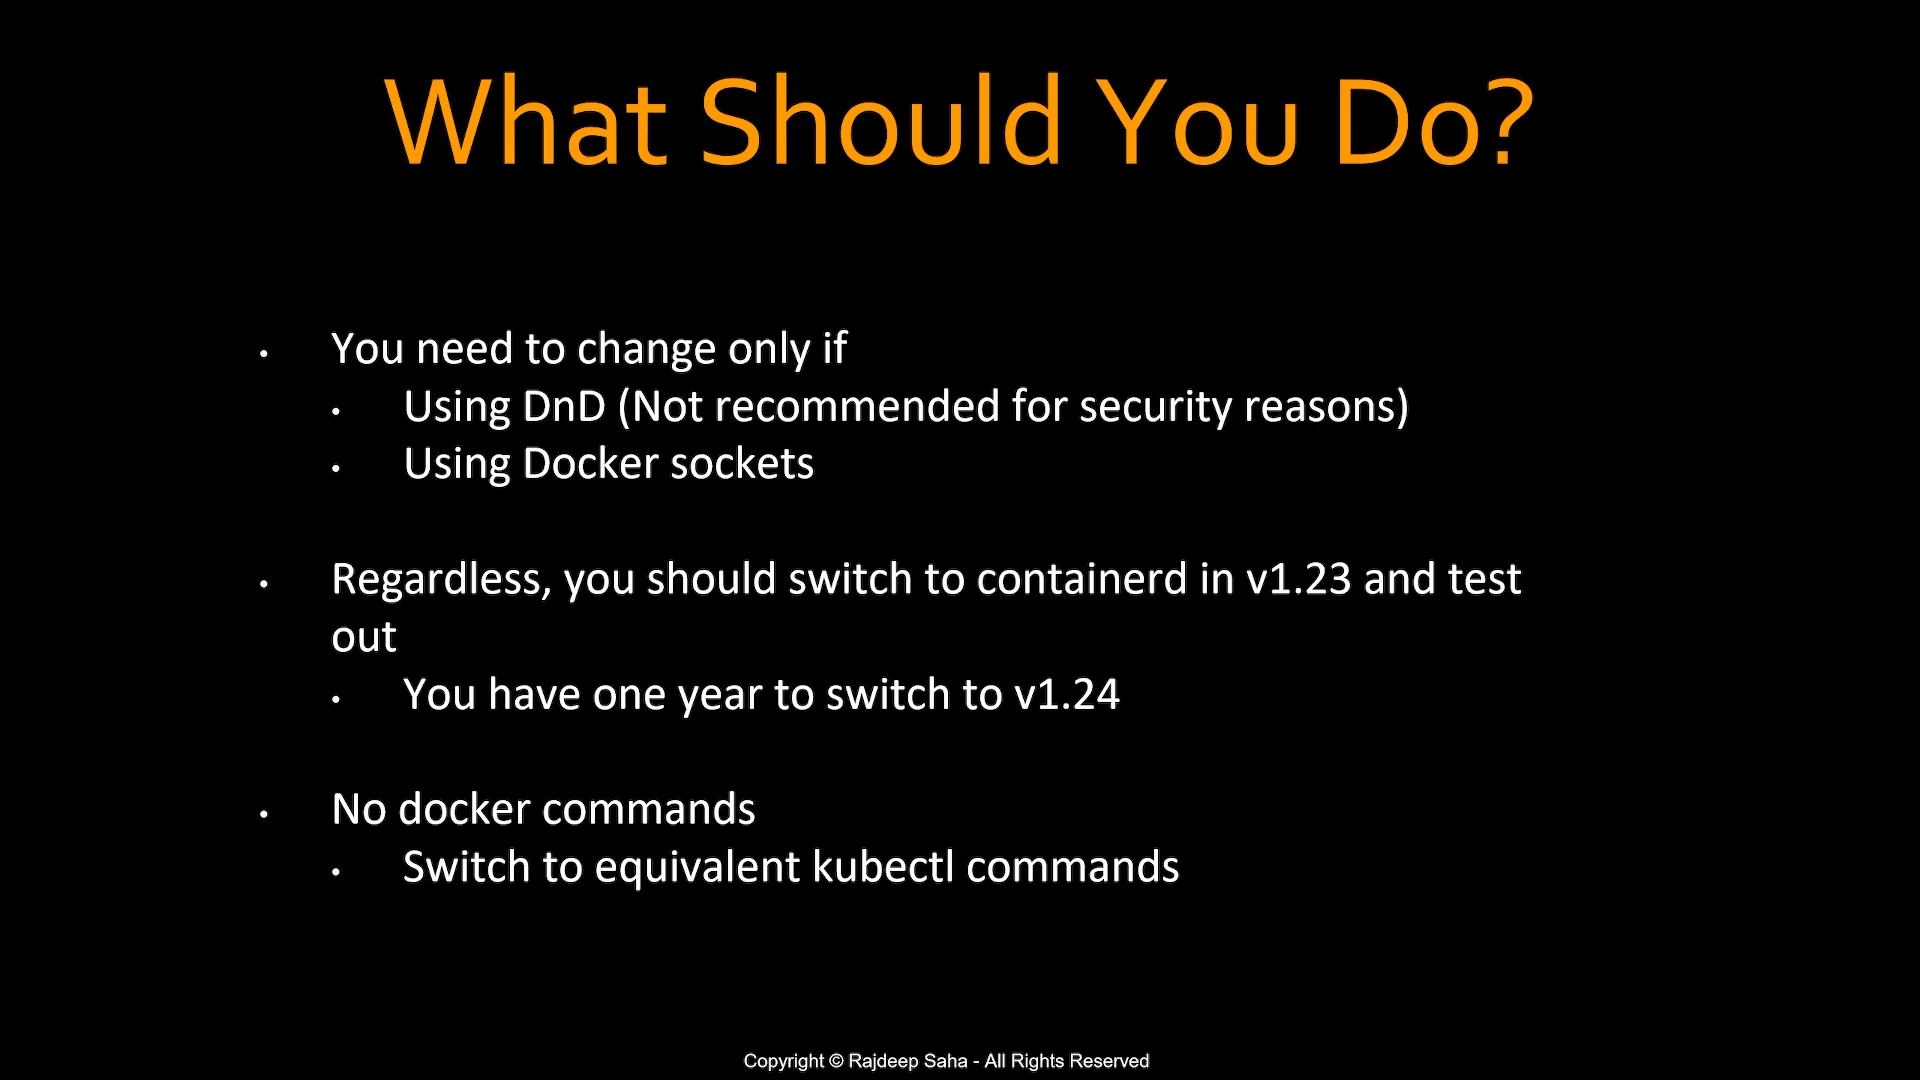 What Should You Do?
• You need to change only if
• Using DnD (Not recommended for security reasons)
• Using Docker sockets
• Regardless, you should switch to containerd in v1.23 and test
out
• You have one year to switch to v1.24
• No docker commands
• Switch to equivalent kubectl commands
Copyright © Rajdeep Saha - All Rights Reserved